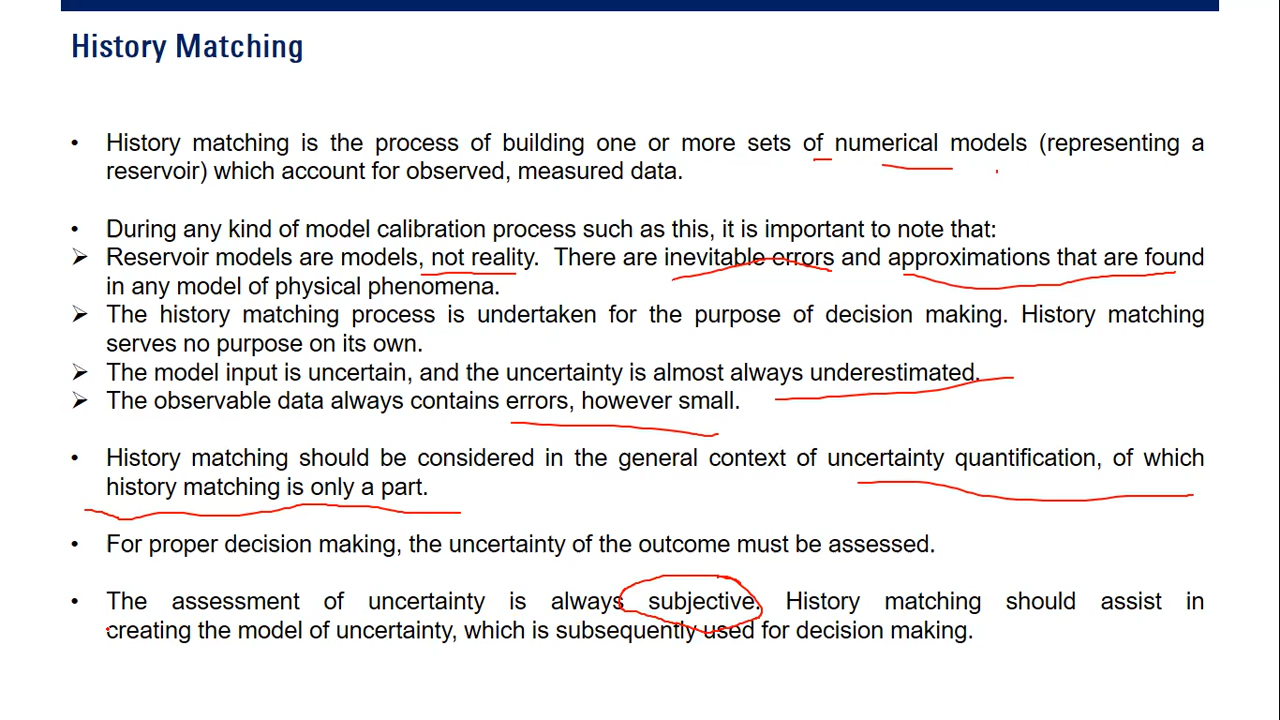 History Matching
• History matching is the process of building one or more sets of numerical models (representing a
reservoir) which account for observed, measured data.
• During any kind of model calibration process such as this, it is important to note that:
➢ Reservoir models are models, not reality. There are inevitable errors and approximations that are found
in any model of physical phenomena.
➢ The history matching process is undertaken for the purpose of decision making. History matching
serves no purpose on its own.
➢ The model input is uncertain, and the uncertainty is almost always underestimated.
➢ The observable data always contains errors, however small.
• History matching should be considered in the general context of uncertainty quantification, of which
history matching is only a part.
• For proper decision making, the uncertainty of the outcome must be assessed.
• The assessment of uncertainty is always subjective. History matching should assist in
creating the model of uncertainty, which is subsequently used for decision making.